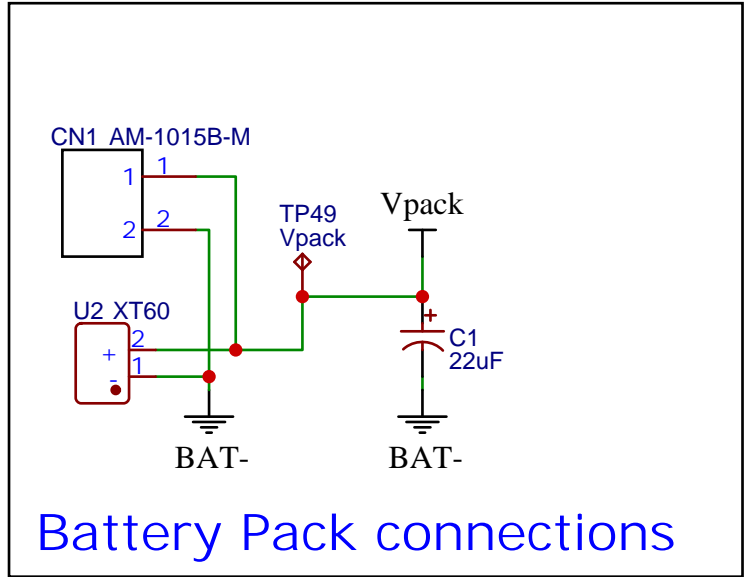 CN1 AM-1015B-M
1 1
2 2
TP49
Vpack
Vpack
U2 XT60
+ 2
- 1
+
C1
22uF
BAT-
BAT-
Battery Pack connections